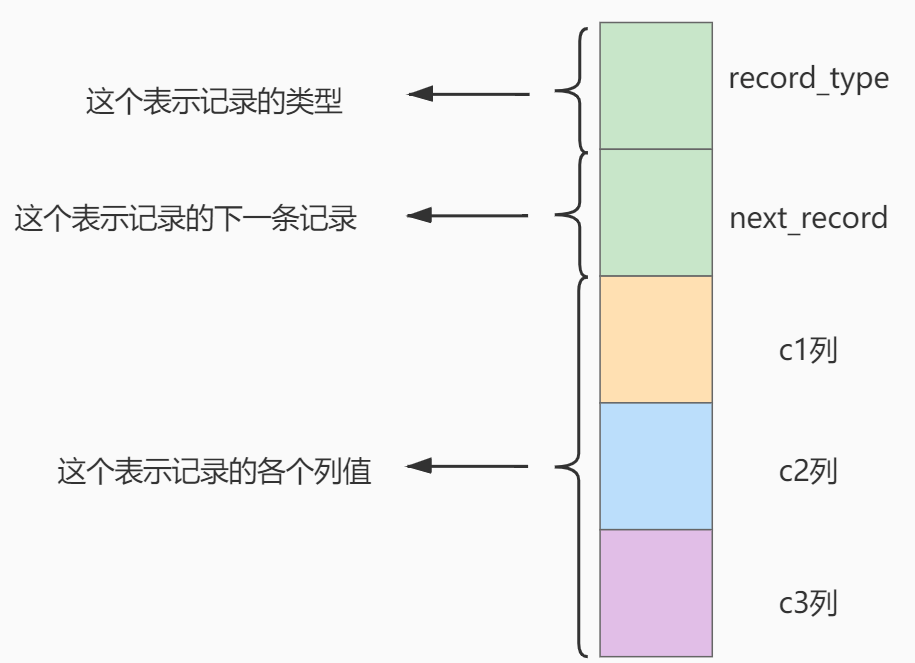 record_type
这个表示记录的类型
这个表示记录的下一条记录
next_record
c1列
这个表示记录的各个列值
c2列
c3列